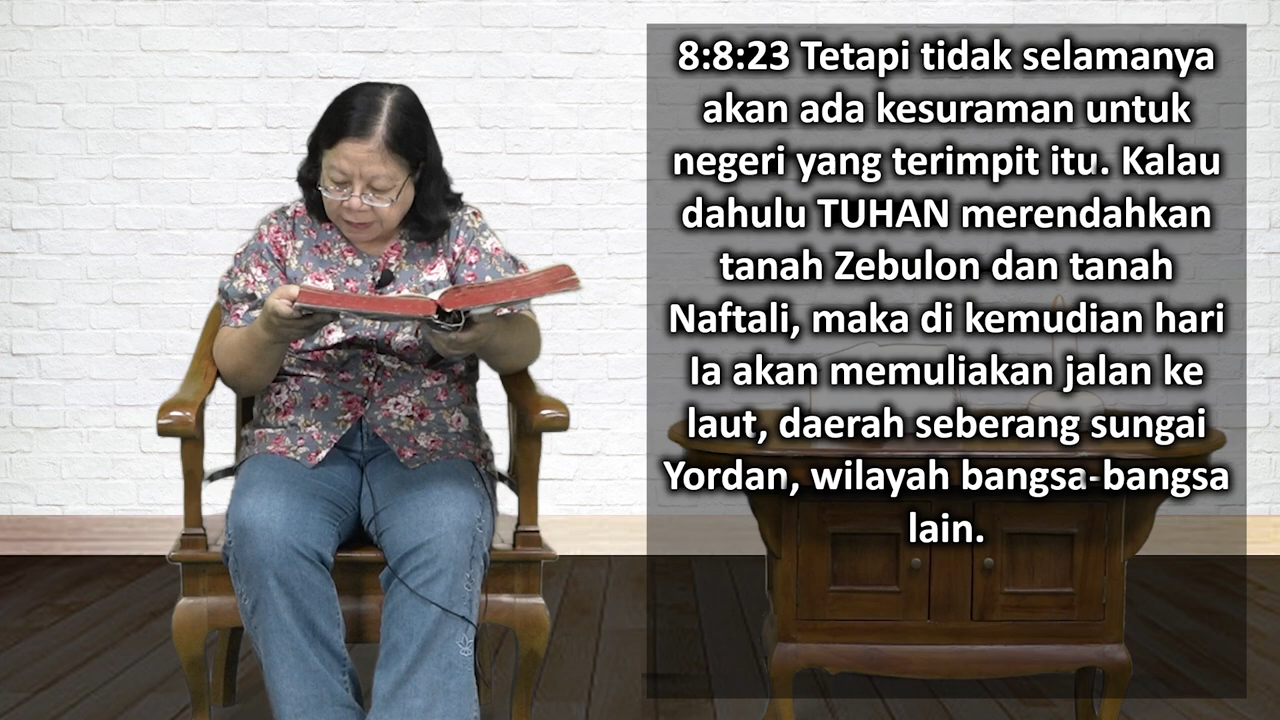 8:8:23 Tetapi tidak selamanya
akan ada kesuraman untuk
negeri yang terimpit itu. Kalau
dahulu TUHAN merendahkan
tanah Zebulon dan tanah
Naftali, maka di kemudian hari
Ia akan memuliakan jalan ke
laut, daerah seberang sungai
Yordan, wilayah bangsa-bangsa
lain.